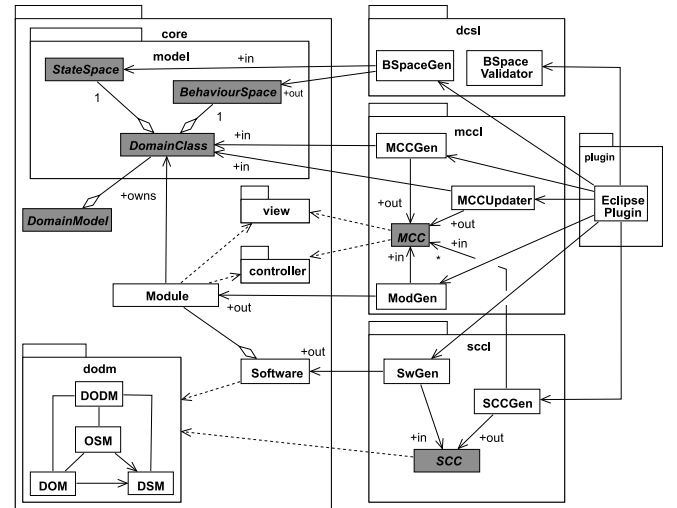 core
dcsl
model
+in
StateSpace
BSpaceGen
BSpace
Validator
BehaviourSpace
+out
1
1
mccl
+in
DomainClass
MCCGen
plugin
+in
+owns
+out
MCCUpdater
Eclipse
Plugin
view
DomainModel
+out
MCC
+in
controller
+in
*
Module
ModGen
+out
sccl
+out
dodm
Software
SwGen
DODM
SCCGen
OSM
+in
+out
SCC
DOM
DSM